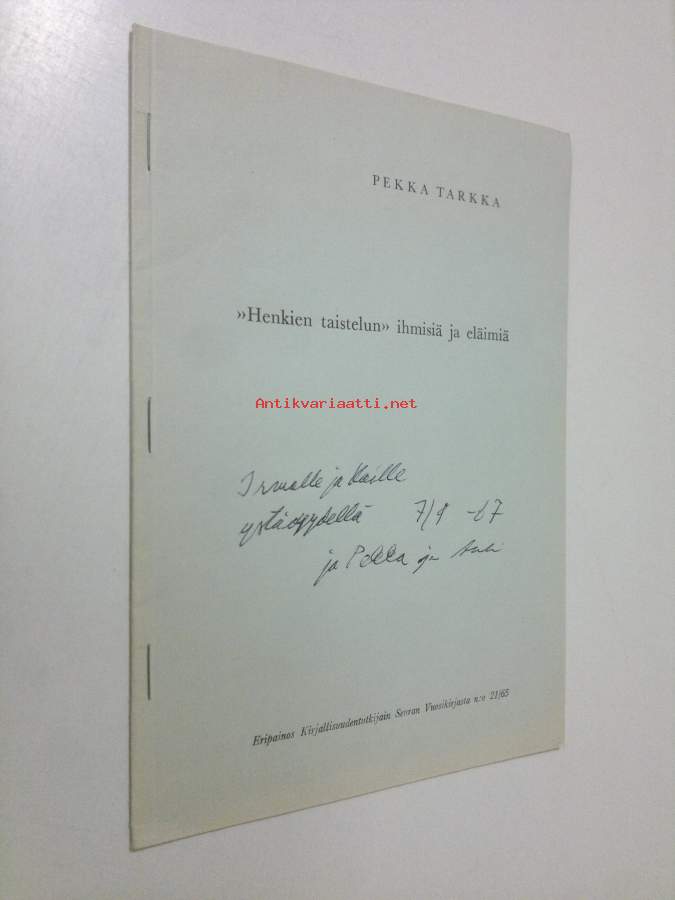 PEKKA TARKKA
»Henkien taistelun» ihmisiä ja eläimiä
Antikvariaatti.net
Irmalle ja Kaille
ystävyydellä 7/9 -67
ja Pekka ja
Eripainos Kirjallisuudentutkijain Seuran Vuosikirjasta n:o 21/65